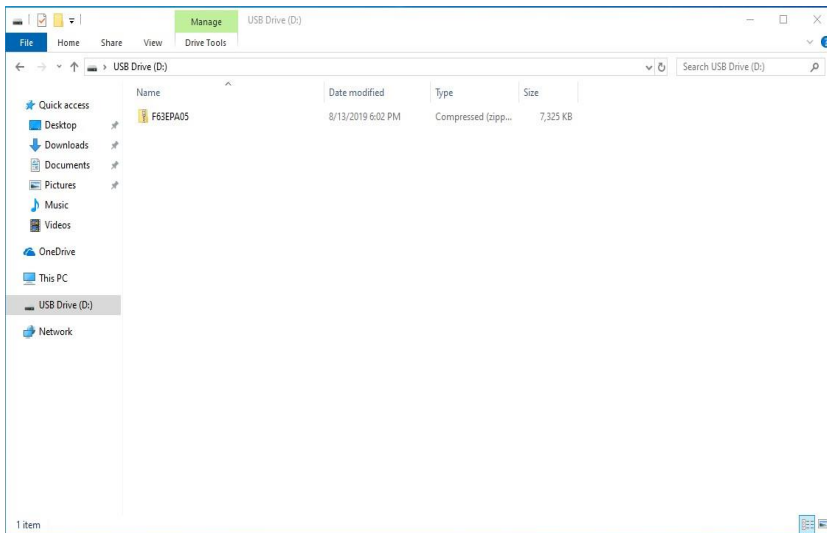 Manage USB Drive (D:)
File Home Share View Drive Tools
USB Drive (D:) Search USB Drive (D:)
Name Date modified Type Size
Quick access
F63EPA05 8/13/2019 6:02 PM Compressed (zipp... 7,325 KB
Desktop
Downloads
Documents
Pictures
Music
Videos
OneDrive
This PC
USB Drive (D:)
Network
1 item